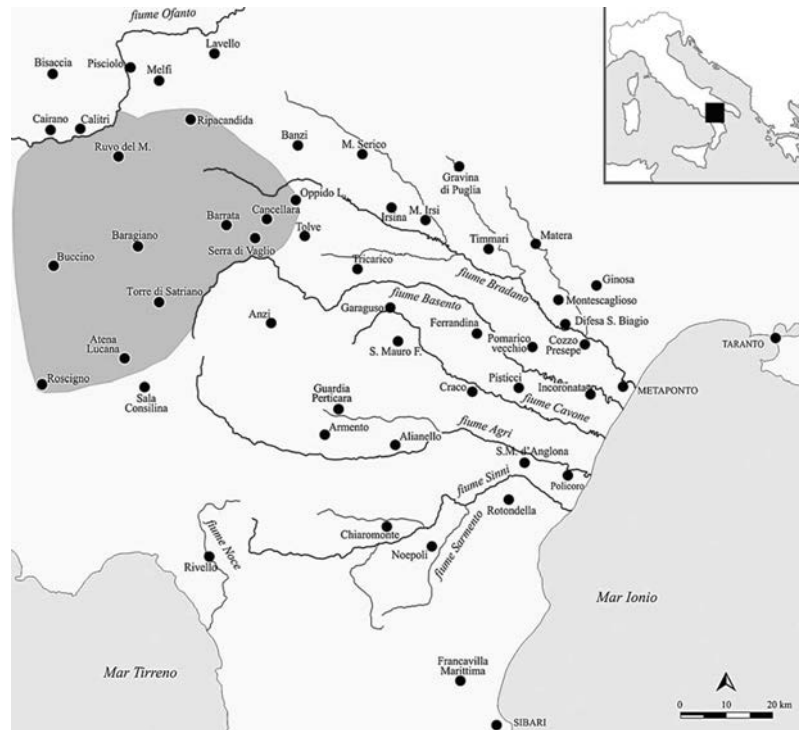 fiume Ofanto
Lavello
Bisaccia
Pisciolo
Melfi
Cairano
Calitri
Ripacandida
Ruvo del M.
Banzi
M. Serico
Gravina
di Puglia
Oppido L.
Cancellara
Barrata
Irsina
M. Irsi
Baragiano
Serra di Vaglio
Tolve
Timmari
Matera
Buccino
Tricarico
fiume Bradano
Ginosa
Montescaglioso
Torre di Satriano
fiume Basento
Garaguso
Anzi
Ferrandina
Difesa S. Biagio
Pomarico
vecchio
Cozzo
Presepe
TARANTO
Atena
Lucana
S. Mauro F.
Roscigno
Sala
Consilina
Craco
Pisticci
Incoronata
METAPONTO
Guardia
Perticara
fiume Cavone
Armento
Alianello
fiume Agri
S.M. d'Anglona
Policoro
fiume Sinni
Rotondella
Chiaromonte
Noepoli
fiume Sarmento
fiume Noce
Rivello
Mar Ionio
Mar Tirreno
Francavilla
Marittima
SIBARI
0 10 20 km